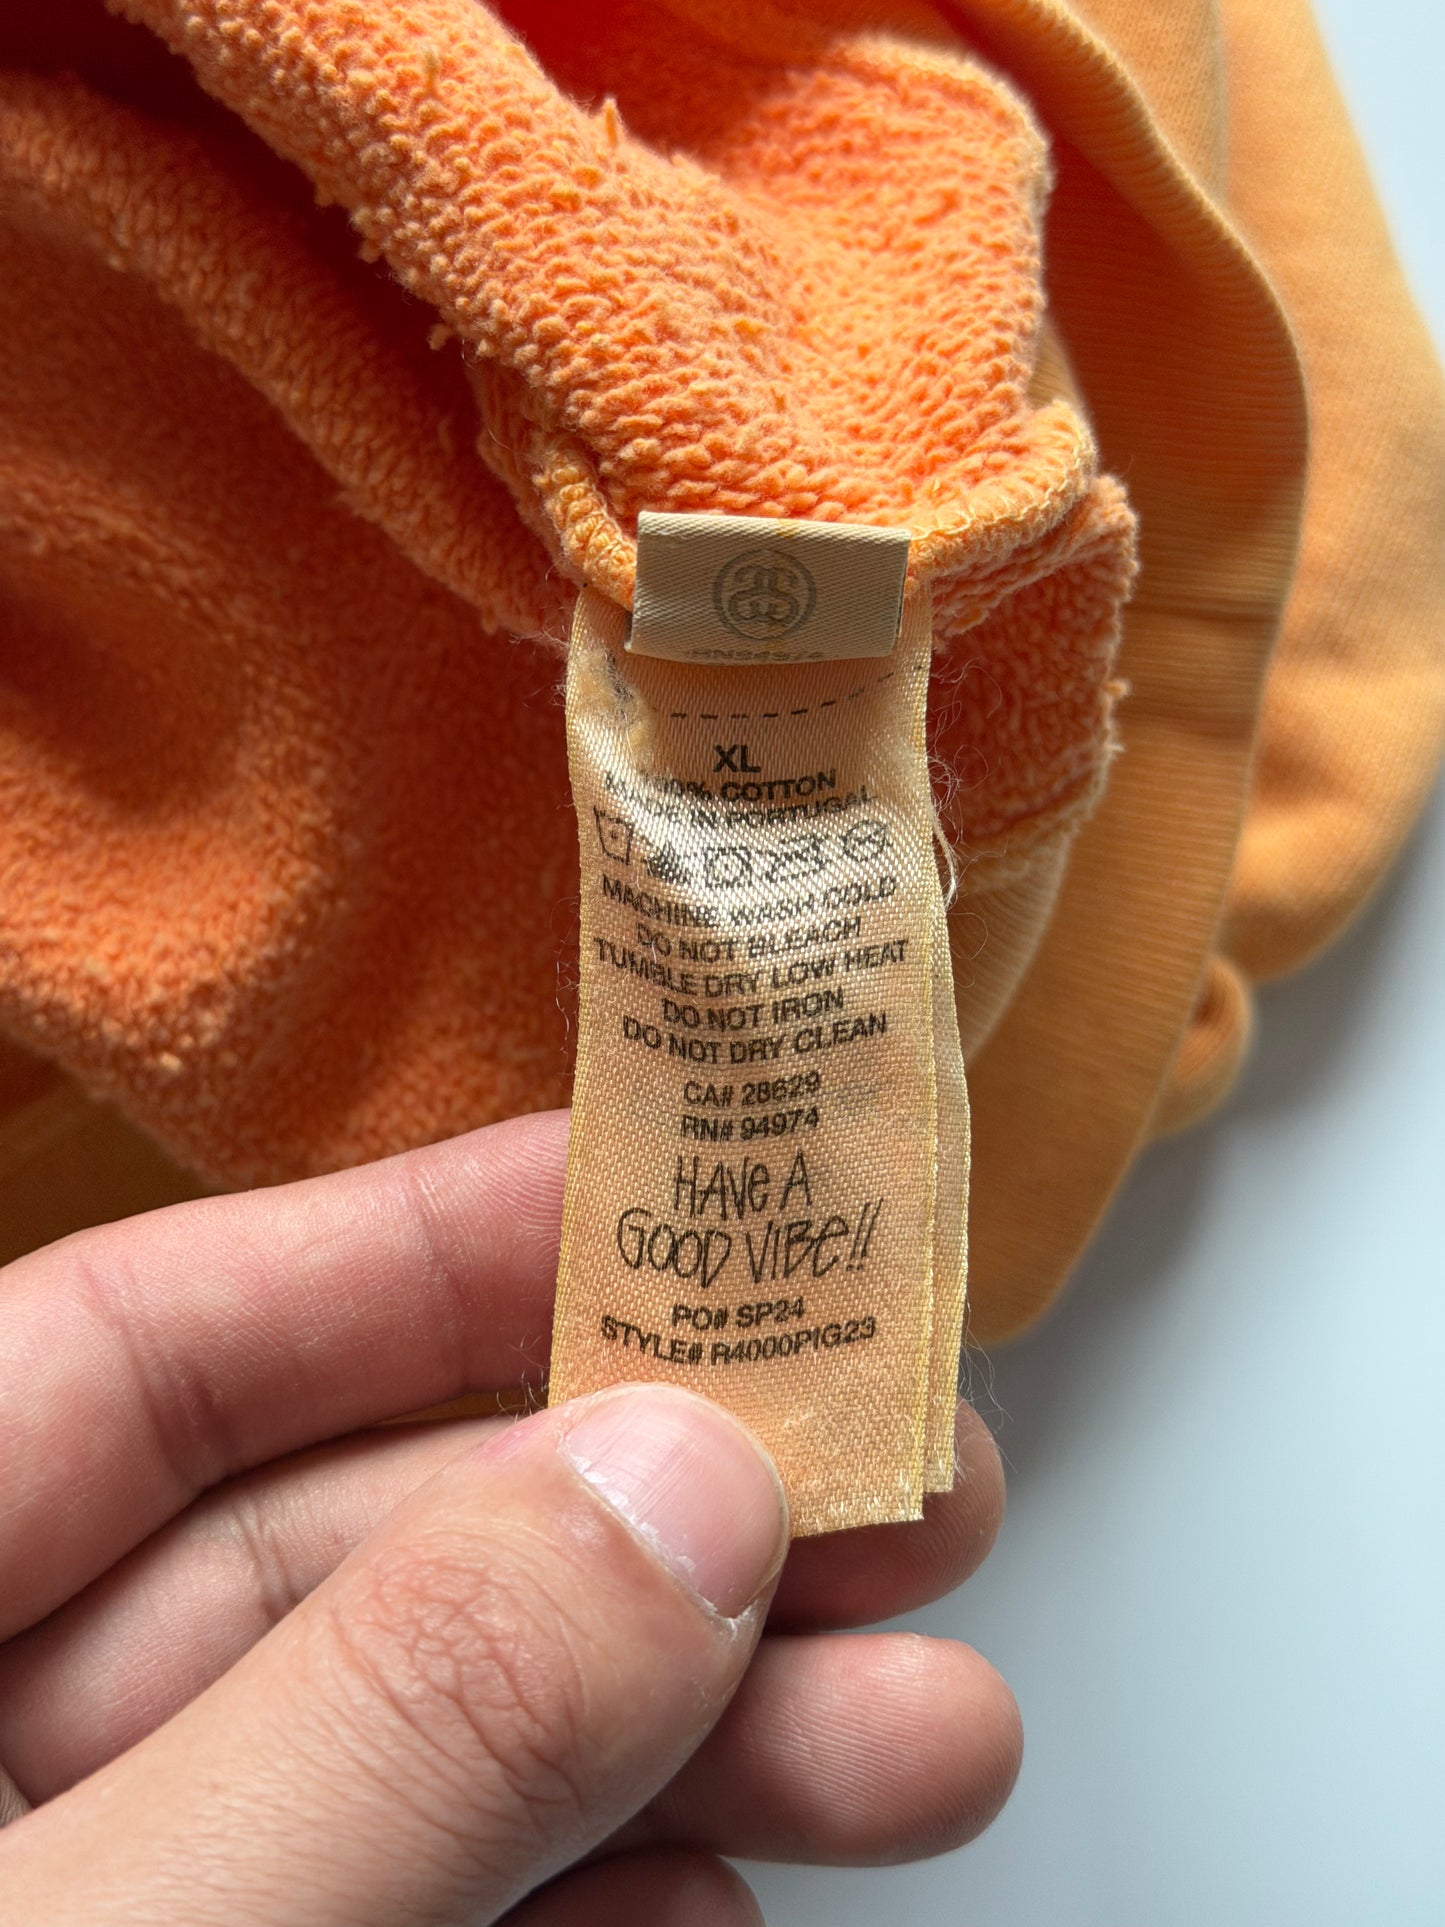 RN94974
XL
100% COTTON
MADE IN PORTUGAL
MACHINE WASH COLD
DO NOT BLEACH
TUMBLE DRY LOW HEAT
DO NOT IRON
DO NOT DRY CLEAN
CA# 28629
RN# 94974
HAVE A
GOOD VIBE!!
PO# SP24
STYLE# R4000PIG23